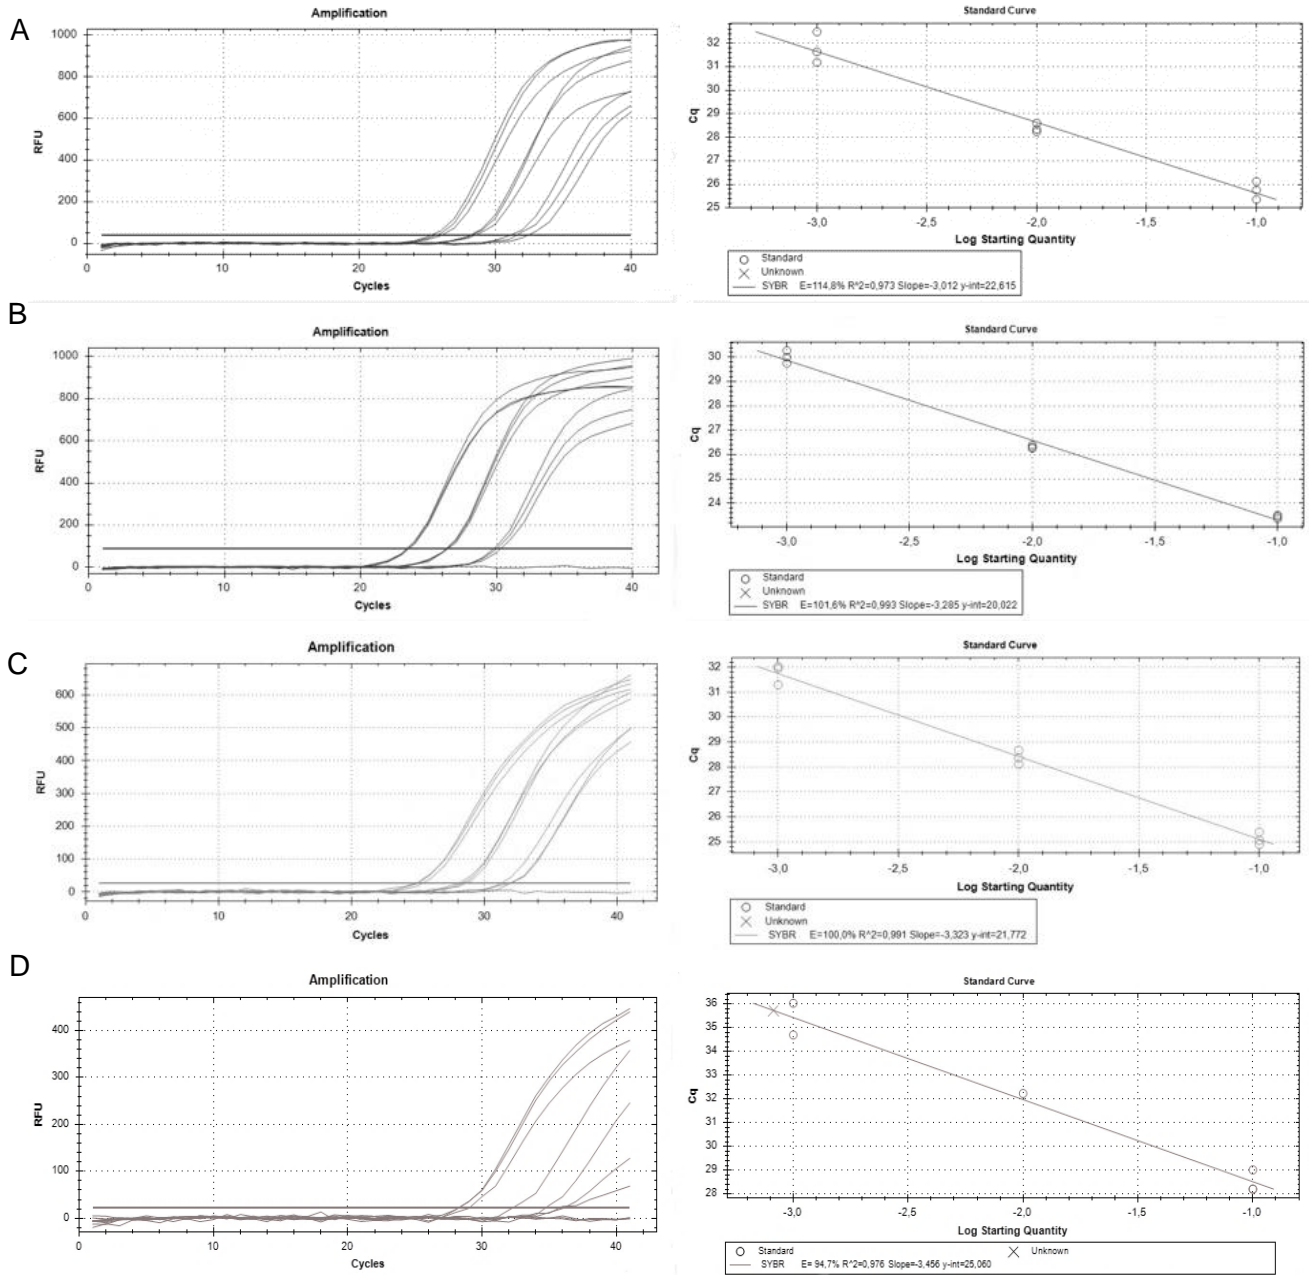 A
Amplification
1000
800
600
400
200
0
RFU
0 10 20 30 40
Cycles
Standard Curve
32
31
30
29
28
27
26
25
Cq
-3,0 -2,5 -2,0 -1,5 -1,0
Log Starting Quantity
Standard
Unknown
SYBR E=114,8% R^2=0,973 Slope=-3,012 y-int=22,615
B
Amplification
1000
800
600
400
200
0
RFU
0 10 20 30 40
Cycles
Standard Curve
30
29
28
27
26
25
24
Cq
-3,0 -2,5 -2,0 -1,5 -1,0
Log Starting Quantity
Standard
Unknown
SYBR E=101,6% R^2=0,993 Slope=-3,285 y-int=20,022
C
Amplification
600
500
400
300
200
100
0
RFU
0 10 20 30 40
Cycles
Standard Curve
32
31
30
29
28
27
26
25
Cq
-3,0 -2,5 -2,0 -1,5 -1,0
Log Starting Quantity
Standard
Unknown
SYBR E=100,0% R^2=0,991 Slope=-3,323 y-int=21,772
D
Amplification
400
300
200
100
0
RFU
0 10 20 30 40
Cycles
Standard Curve
36
35
34
33
32
31
30
29
28
Cq
-3,0 -2,5 -2,0 -1,5 -1,0
Log Starting Quantity
Standard Unknown
SYBR E= 94,7% R^2=0,976 Slope=-3,456 y-int=25,060